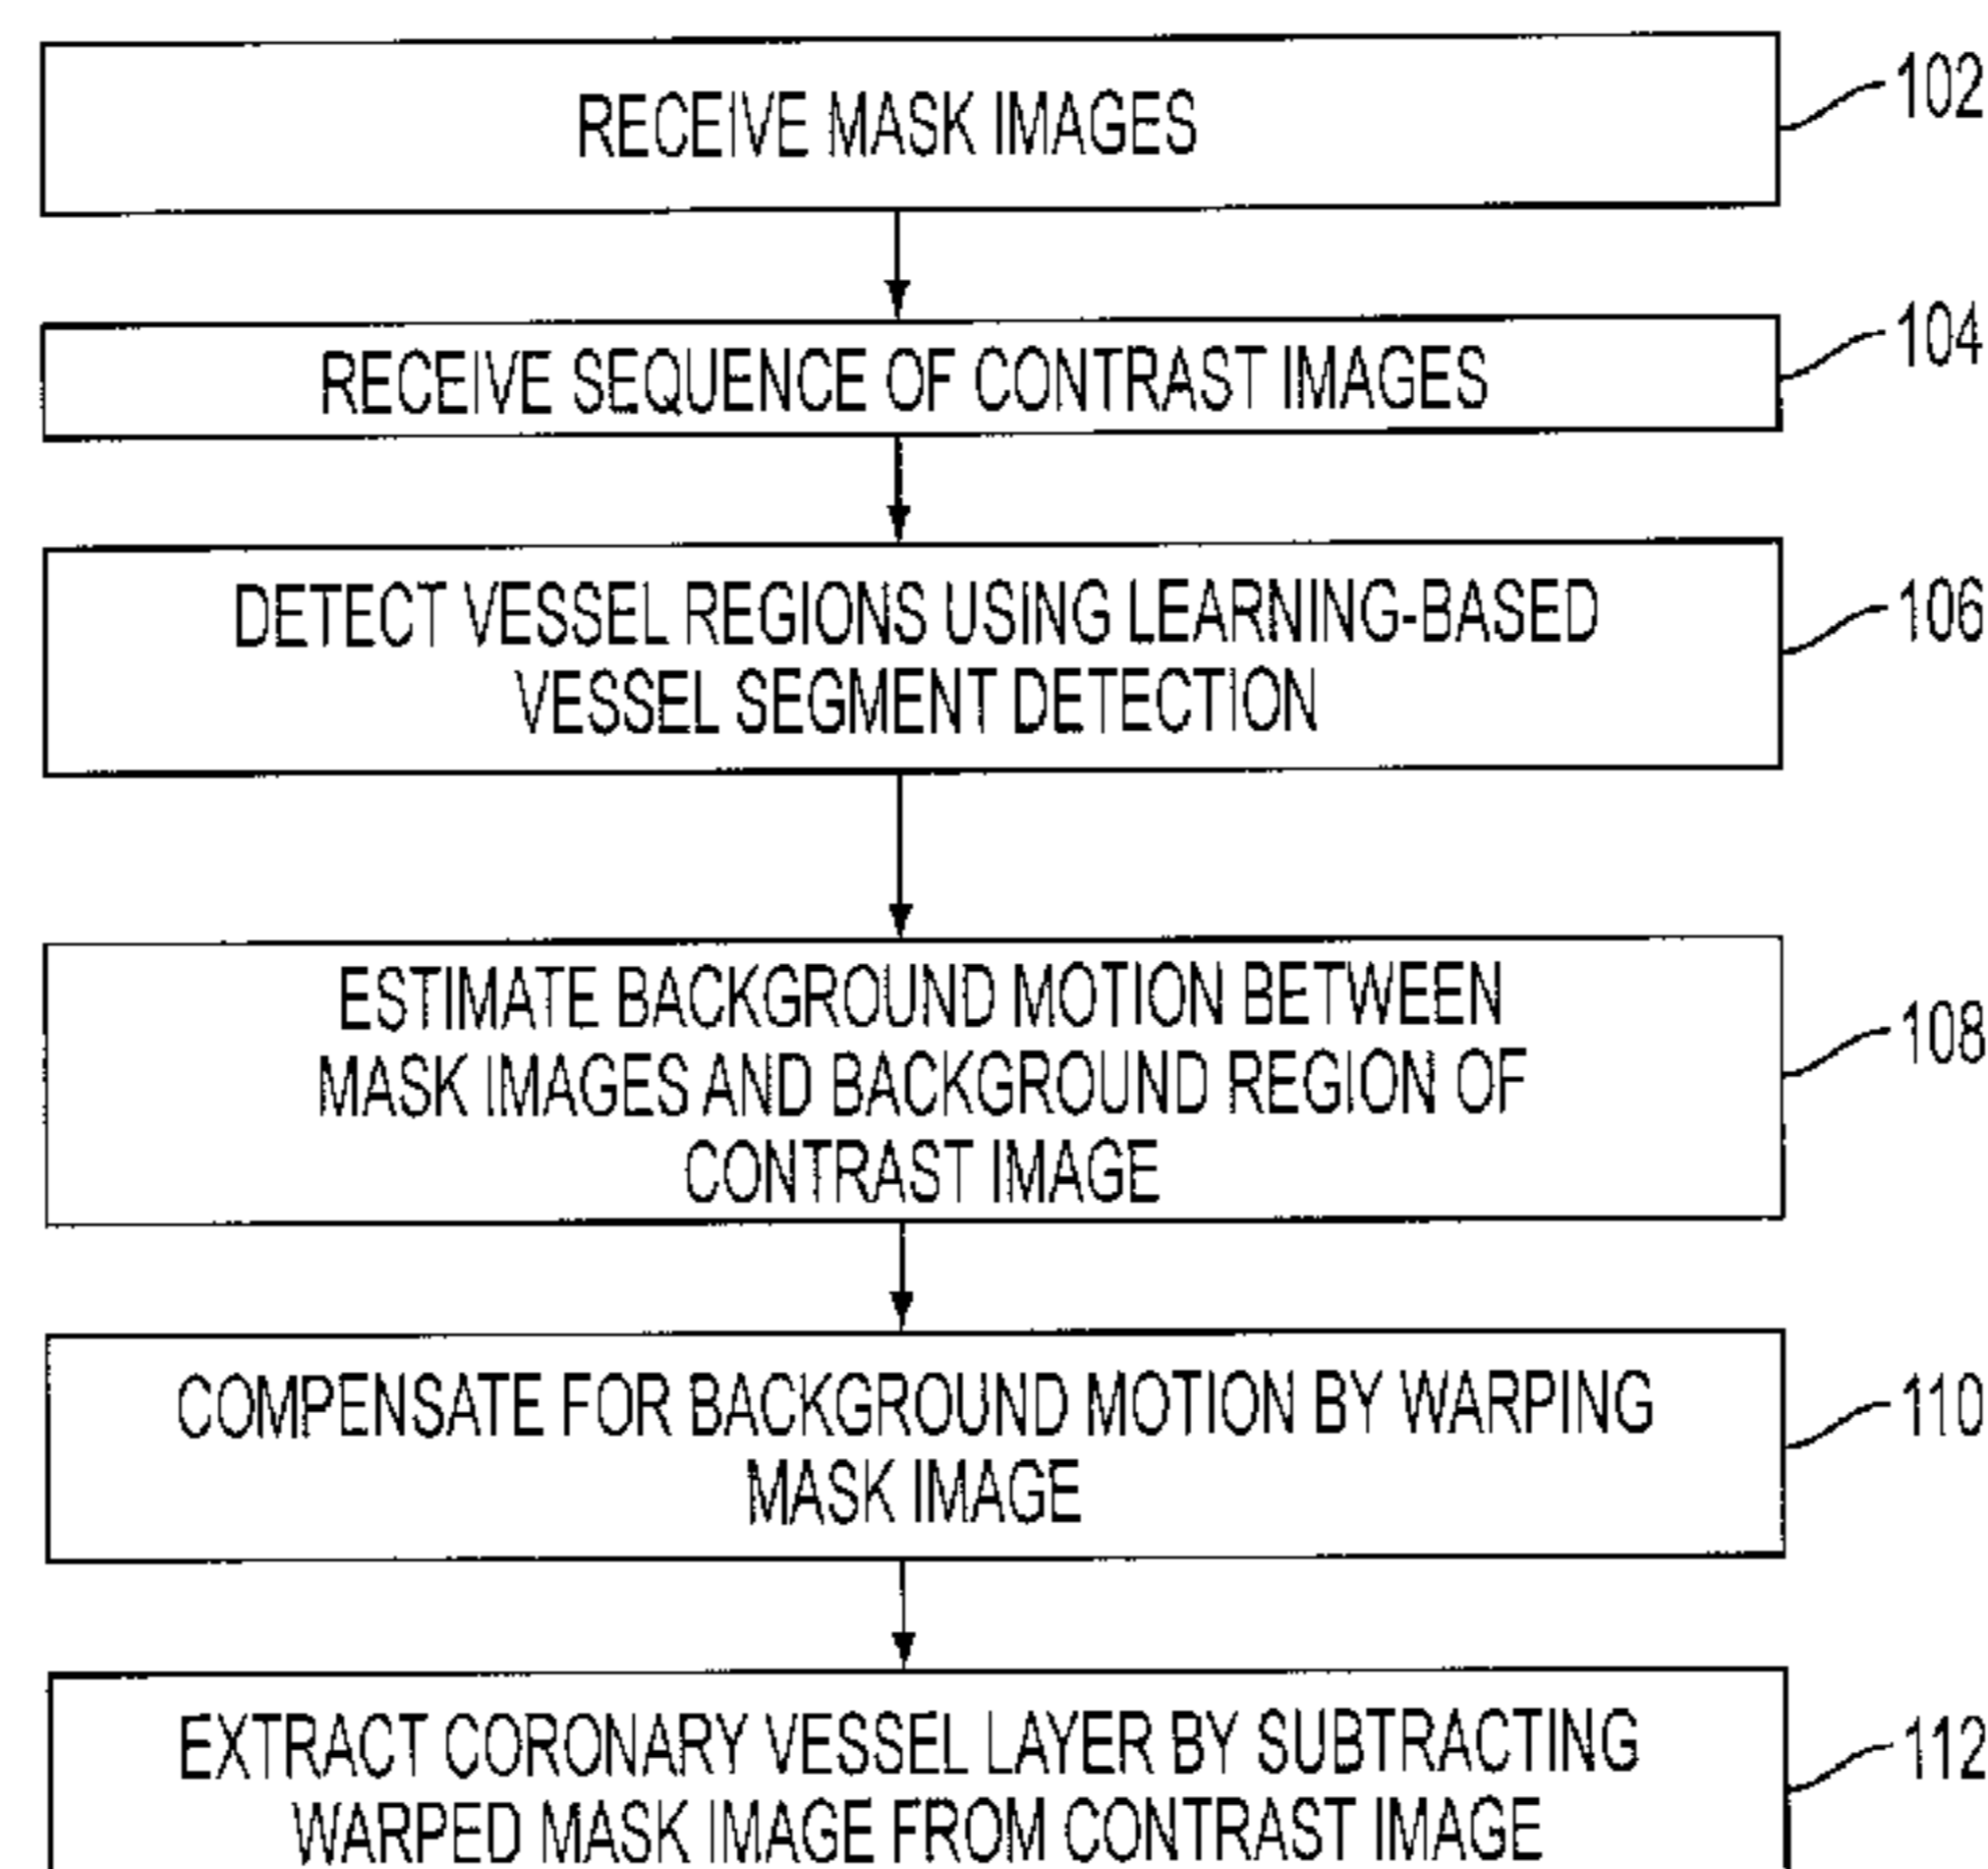 RECEIVE MASK IMAGES
102
RECEIVE SEQUENCE OF CONTRAST IMAGES
104
DETECT VESSEL REGIONS USING LEARNING-BASED
VESSEL SEGMENT DETECTION
106
ESTIMATE BACKGROUND MOTION BETWEEN
MASK IMAGES AND BACKGROUND REGION OF
CONTRAST IMAGE
108
COMPENSATE FOR BACKGROUND MOTION BY WARPING
MASK IMAGE
110
EXTRACT CORONARY VESSEL LAYER BY SUBTRACTING
WARPED MASK IMAGE FROM CONTRAST IMAGE
112